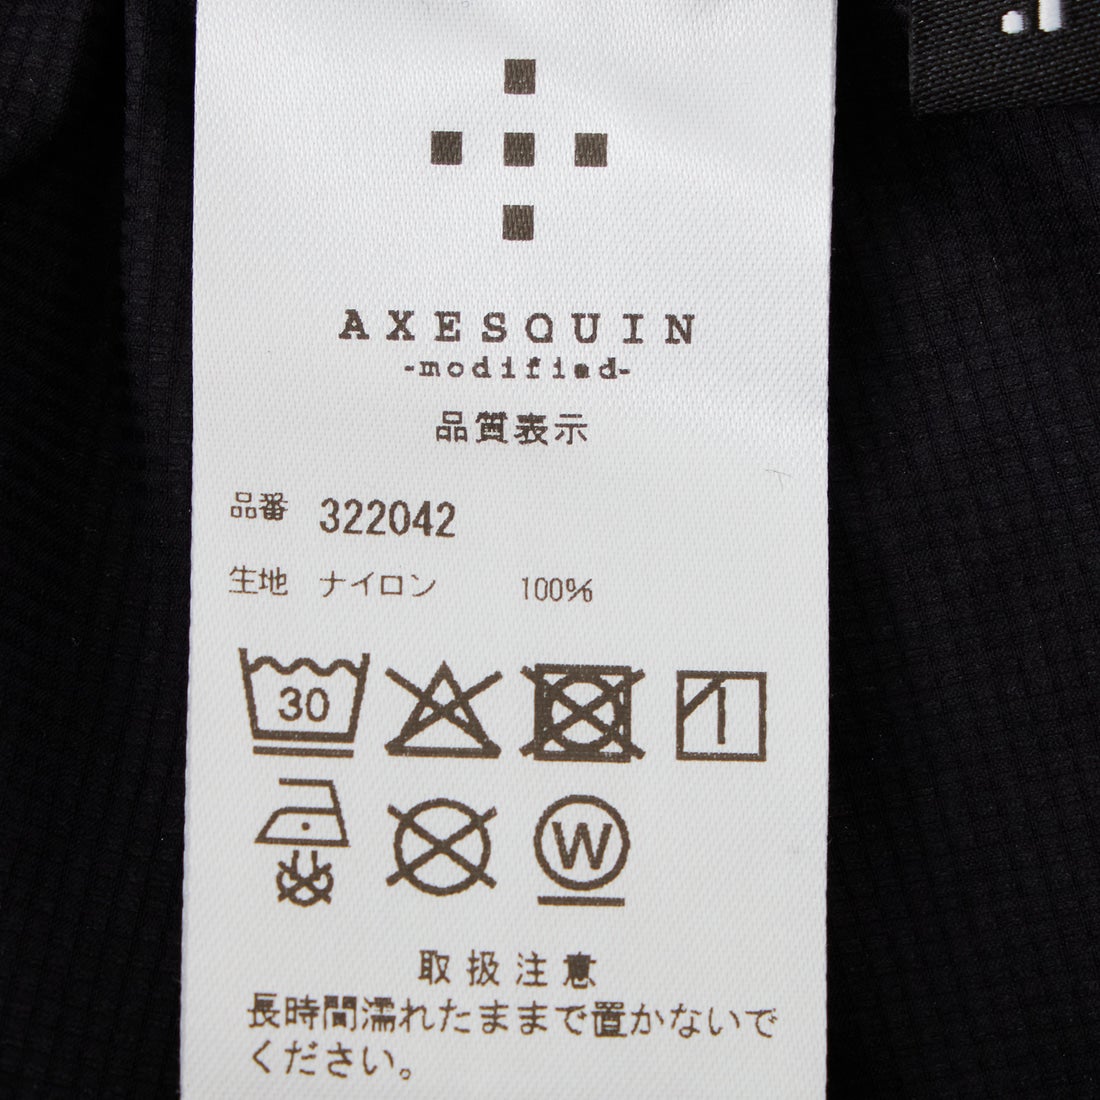 AXESQUIN
-modified-
品質表示
品番 322042
生地 ナイロン 100%
30
W
取扱注意
長時間濡れたままで置かないで
ください。